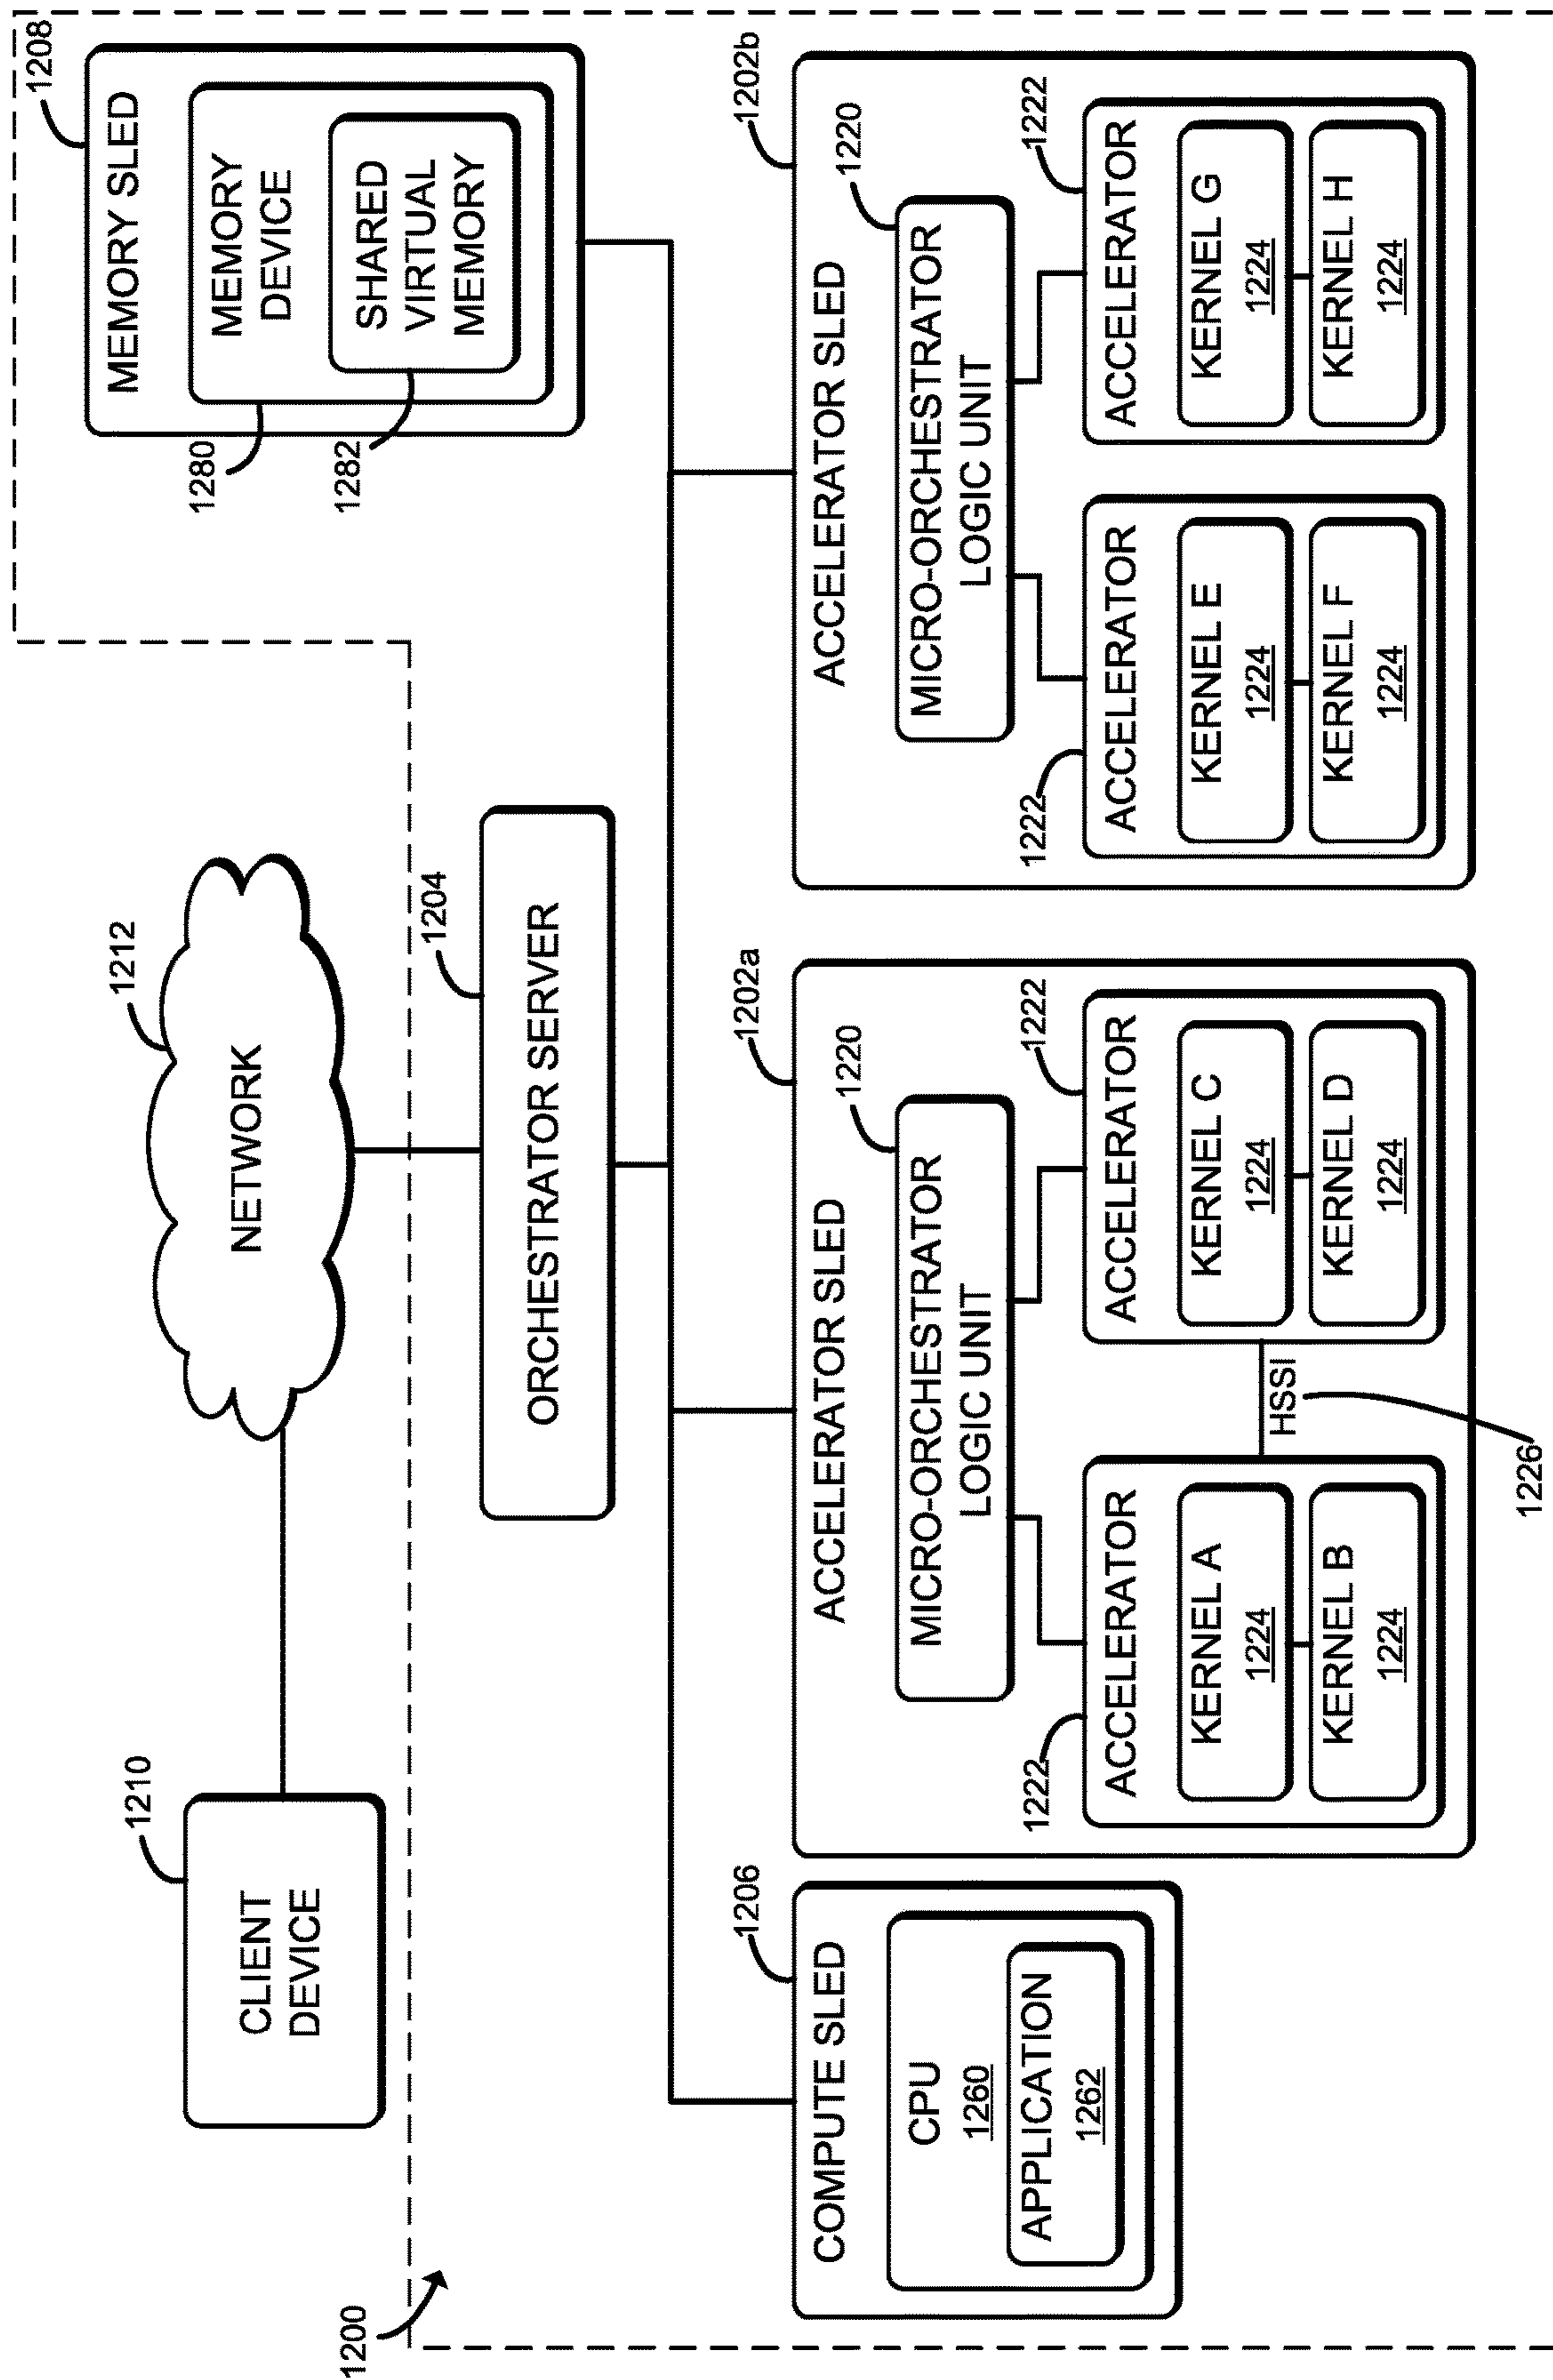 1208
MEMORY SLED
MEMORY
DEVICE
SHARED
VIRTUAL
MEMORY
1280
1282
1212
NETWORK
1210
CLIENT
DEVICE
1200
1204
ORCHESTRATOR SERVER
1206
COMPUTE SLED
CPU
1260
APPLICATION
1262
1202a
ACCELERATOR SLED
1220
MICRO-ORCHESTRATOR
LOGIC UNIT
1222
ACCELERATOR
KERNEL A
1224
KERNEL B
1224
HSSI
1226
1222
ACCELERATOR
KERNEL C
1224
KERNEL D
1224
1202b
ACCELERATOR SLED
1220
MICRO-ORCHESTRATOR
LOGIC UNIT
1222
ACCELERATOR
KERNEL E
1224
KERNEL F
1224
1222
ACCELERATOR
KERNEL G
1224
KERNEL H
1224